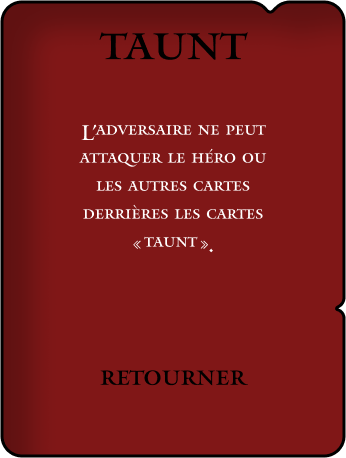 TAUNT
L'adversaire ne peut
attaquer le héro ou
les autres cartes
derrières les cartes
« taunt ».
RETOURNER